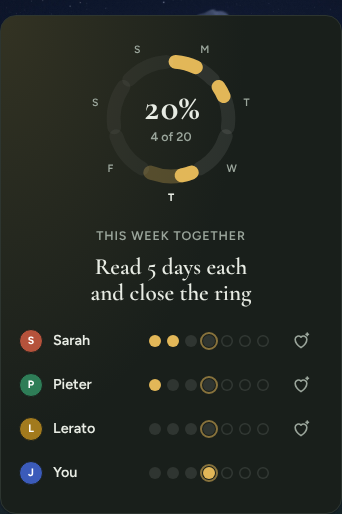 S M
S T
20%
4 of 20
F W
T
THIS WEEK TOGETHER
Read 5 days each
and close the ring
S Sarah
P Pieter
L Lerato
J You